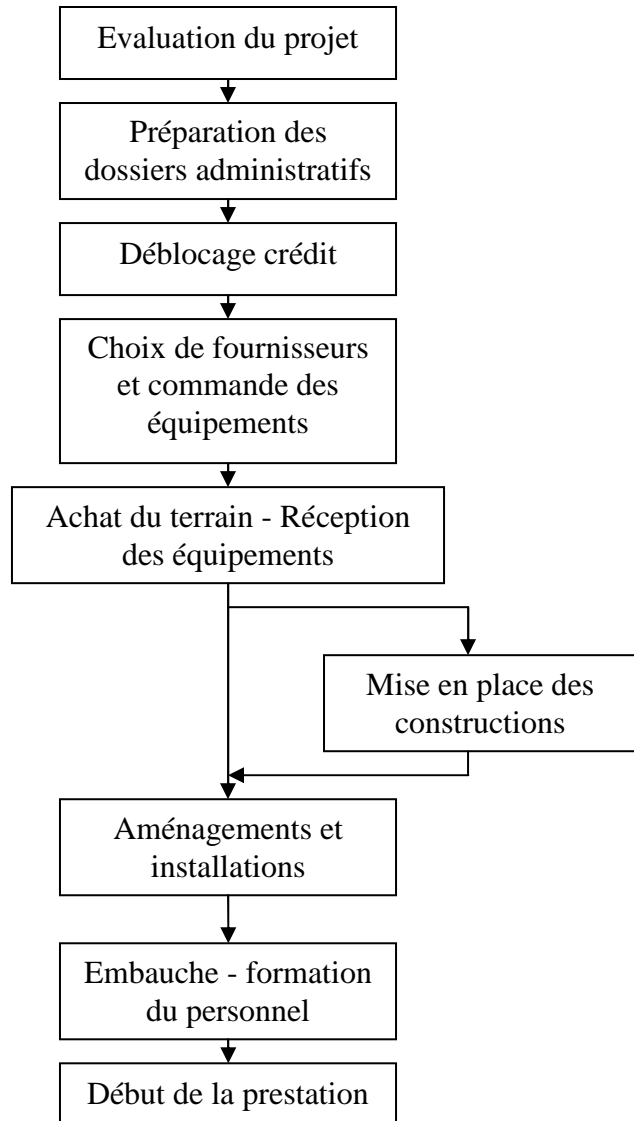 Evaluation du projet
Préparation des
dossiers administratifs
Déblocage crédit
Choix de fournisseurs
et commande des
équipements
Achat du terrain - Réception
des équipements
Mise en place des
constructions
Aménagements et
installations
Embauche - formation
du personnel
Début de la prestation